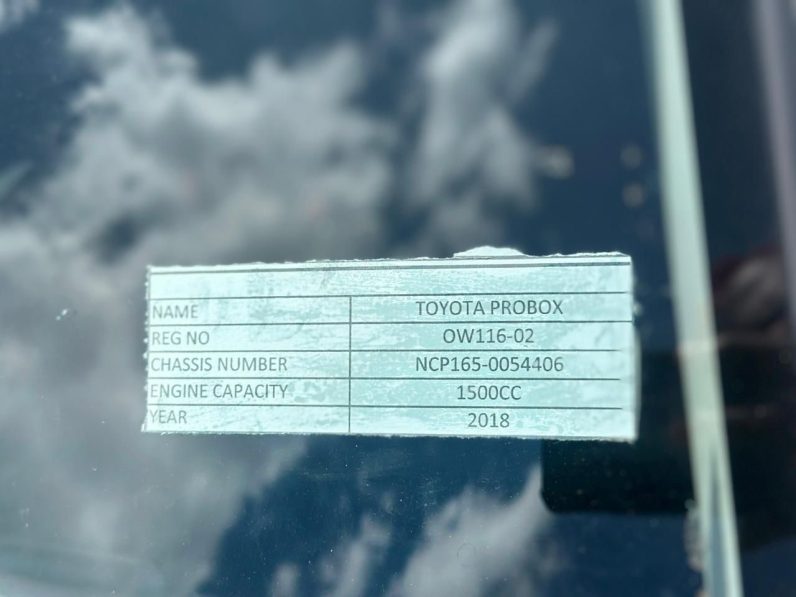 NAME TOYOTA PROBOX
REG NO OW116-02
CHASSIS NUMBER NCP165-0054406
ENGINE CAPACITY 1500CC
YEAR 2018